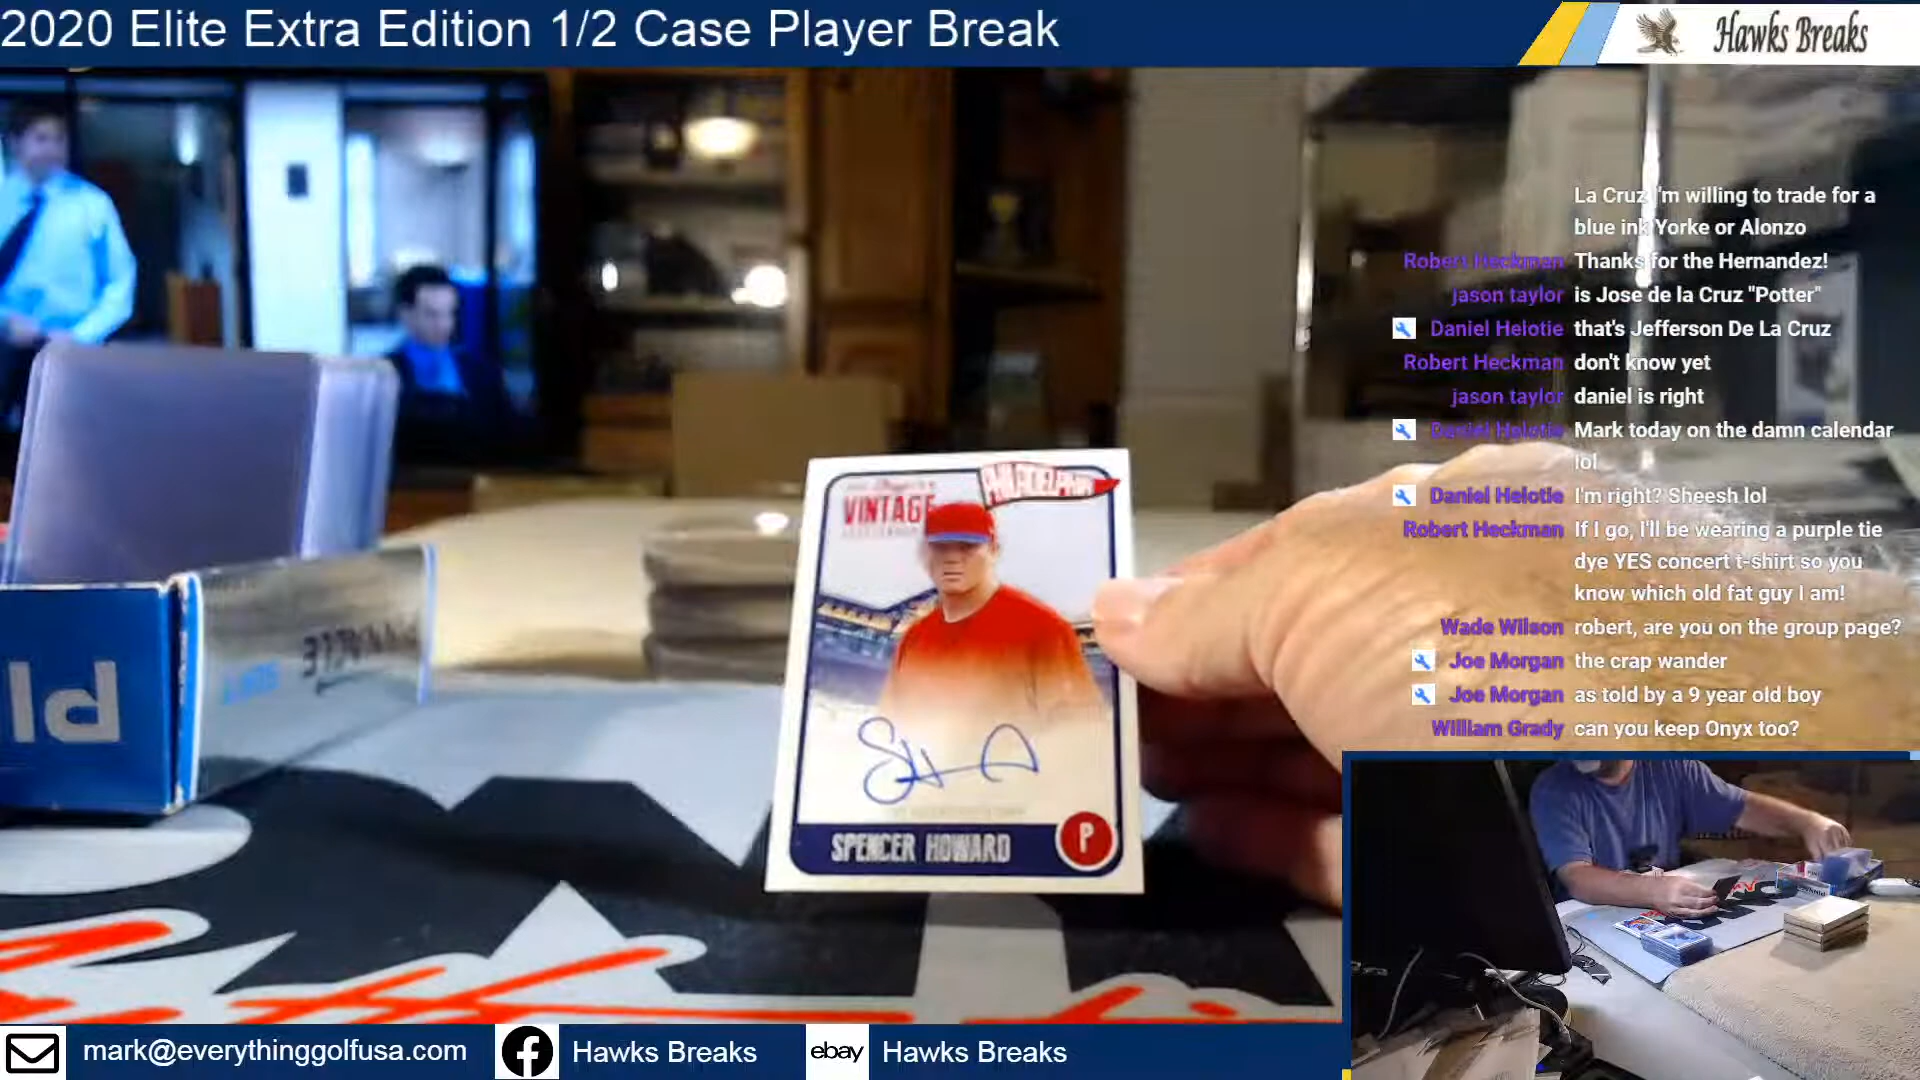 2020 Elite Extra Edition 1/2 Case Player Break
Hawks Breaks
La Cruz I'm willing to trade for a
blue ink Yorke or Alonzo
Robert Heckman Thanks for the Hernandez!
jason taylor is Jose de la Cruz "Potter"
Daniel Helotie that's Jefferson De La Cruz
Robert Heckman don't know yet
jason taylor daniel is right
Daniel Helotie Mark today on the damn calendar
lol
Daniel Helotie I'm right? Sheesh lol
Robert Heckman If I go, I'll be wearing a purple tie
dye YES concert t-shirt so you
know which old fat guy I am!
Wade Wilson robert, are you on the group page?
Joe Morgan the crap wander
Joe Morgan as told by a 9 year old boy
William Grady can you keep Onyx too?
PHILADELPHIA
VINTAGE
SPENCER HOWARD
P
mark@everythinggolfusa.com
Hawks Breaks
ebay
Hawks Breaks